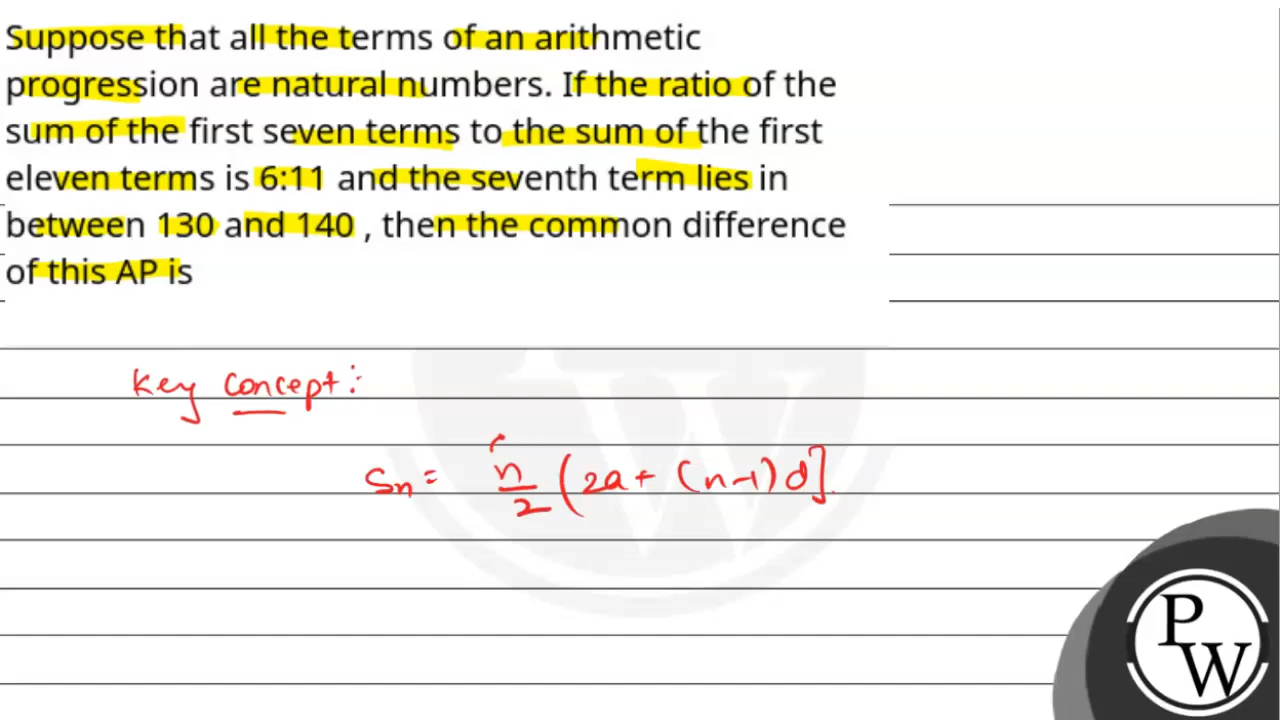 Suppose that all the terms of an arithmetic
progression are natural numbers. If the ratio of the
sum of the first seven terms to the sum of the first
eleven terms is 6:11 and the seventh term lies in
between 130 and 140 , then the common difference
of this AP is
Key concept :-
Sn = n/2 (2a + (n-1) d].
P
W